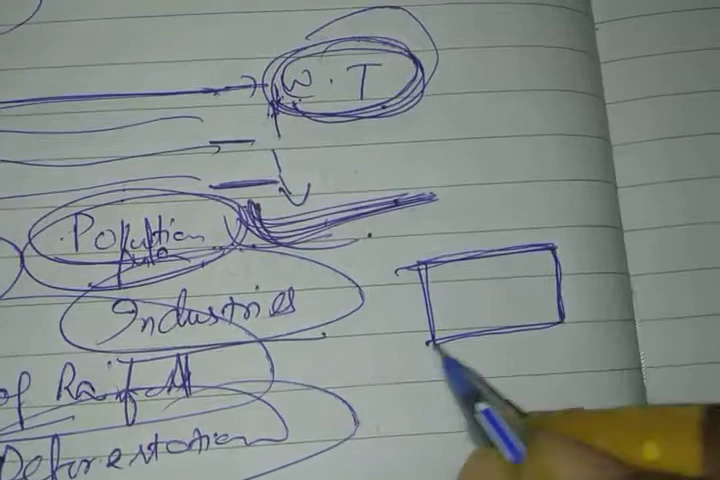 W.T
Pollution
Industries
of Rainfall
Deforestation